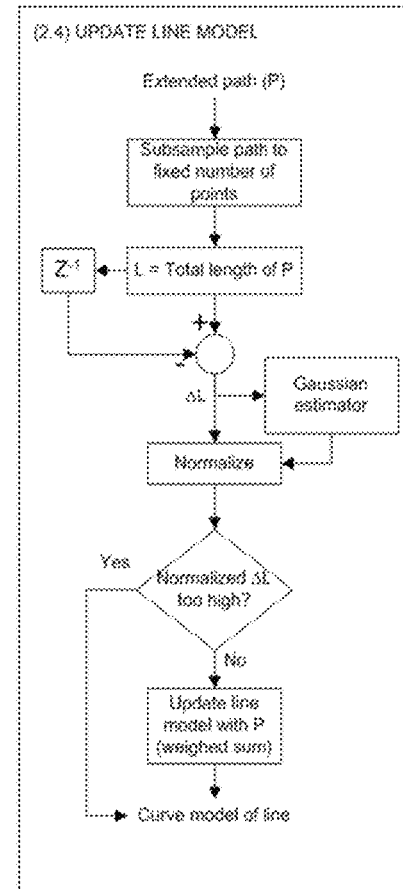 (2.4) UPDATE LINE MODEL
Extended path (P)
Subsample path to
fixed number of
points
Z⁻¹
L = Total length of P
+
-
ΔL
Gaussian
estimator
Normalize
Yes
Normalized ΔL
too high?
No
Update line
model with P
(weighed sum)
Curve model of line